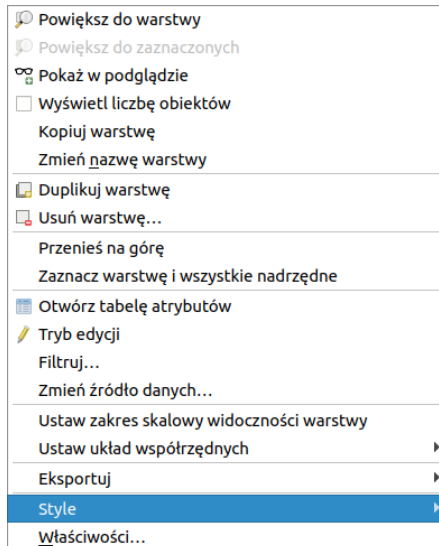 Powiększ do warstwy
Powiększ do zaznaczonych
Pokaż w podglądzie
Wyświetl liczbę obiektów
Kopiuj warstwę
Zmień nazwę warstwy
Duplikuj warstwę
Usuń warstwę…
Przenieś na górę
Zaznacz warstwę i wszystkie nadrzędne
Otwórz tabelę atrybutów
Tryb edycji
Filtruj…
Zmień źródło danych…
Ustaw zakres skalowy widoczności warstwy
Ustaw układ współrzędnych
Eksportuj
Style
Właściwości…